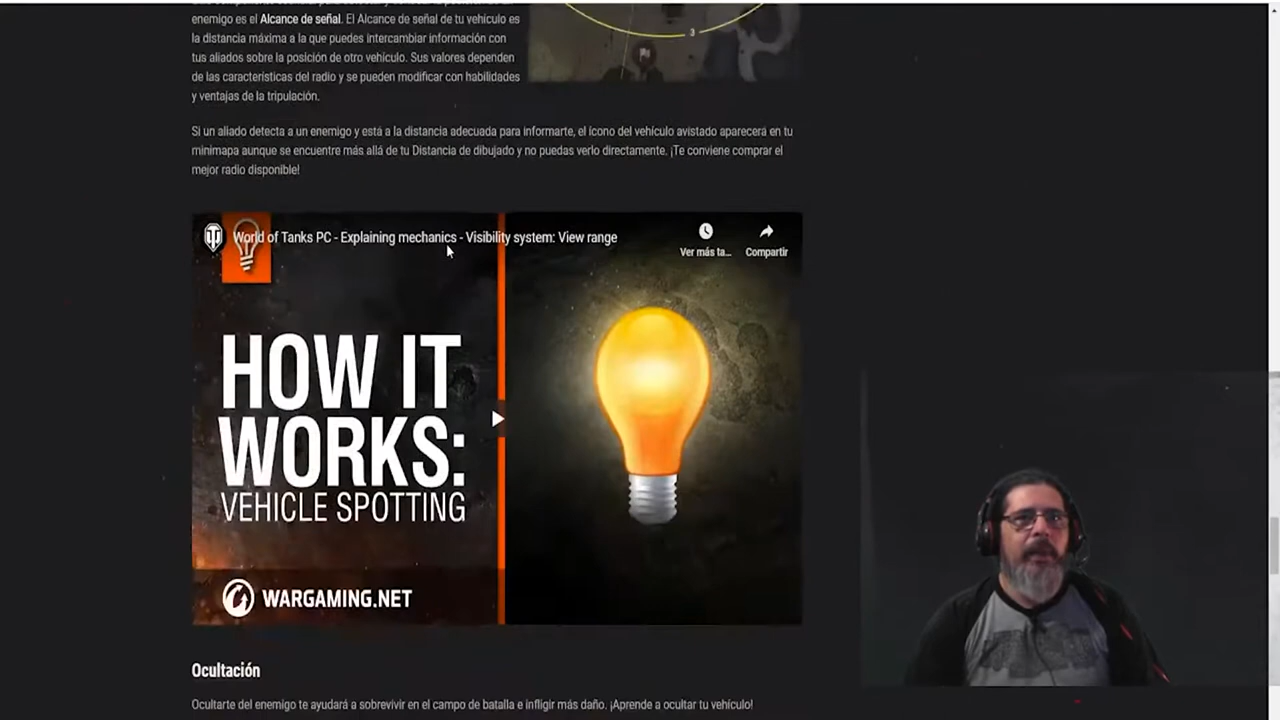 enemigo es el Alcance de señal. El Alcance de señal de tu vehículo es
la distancia máxima a la que puedes intercambiar información con
tus aliados sobre la posición de otro vehículo. Sus valores dependen
de las características del radio y se pueden modificar con habilidades
y ventajas de la tripulación.
3
Si un aliado detecta a un enemigo y está a la distancia adecuada para informarte, el ícono del vehículo avistado aparecerá en tu
minimapa aunque se encuentre más allá de tu Distancia de dibujado y no puedas verlo directamente. ¡Te conviene comprar el
mejor radio disponible!
World of Tanks PC - Explaining mechanics - Visibility system: View range
Ver más ta...
Compartir
HOW IT
WORKS:
VEHICLE SPOTTING
WARGAMING.NET
Ocultación
Ocultarte del enemigo te ayudará a sobrevivir en el campo de batalla e infligir más daño. ¡Aprende a ocultar tu vehículo!